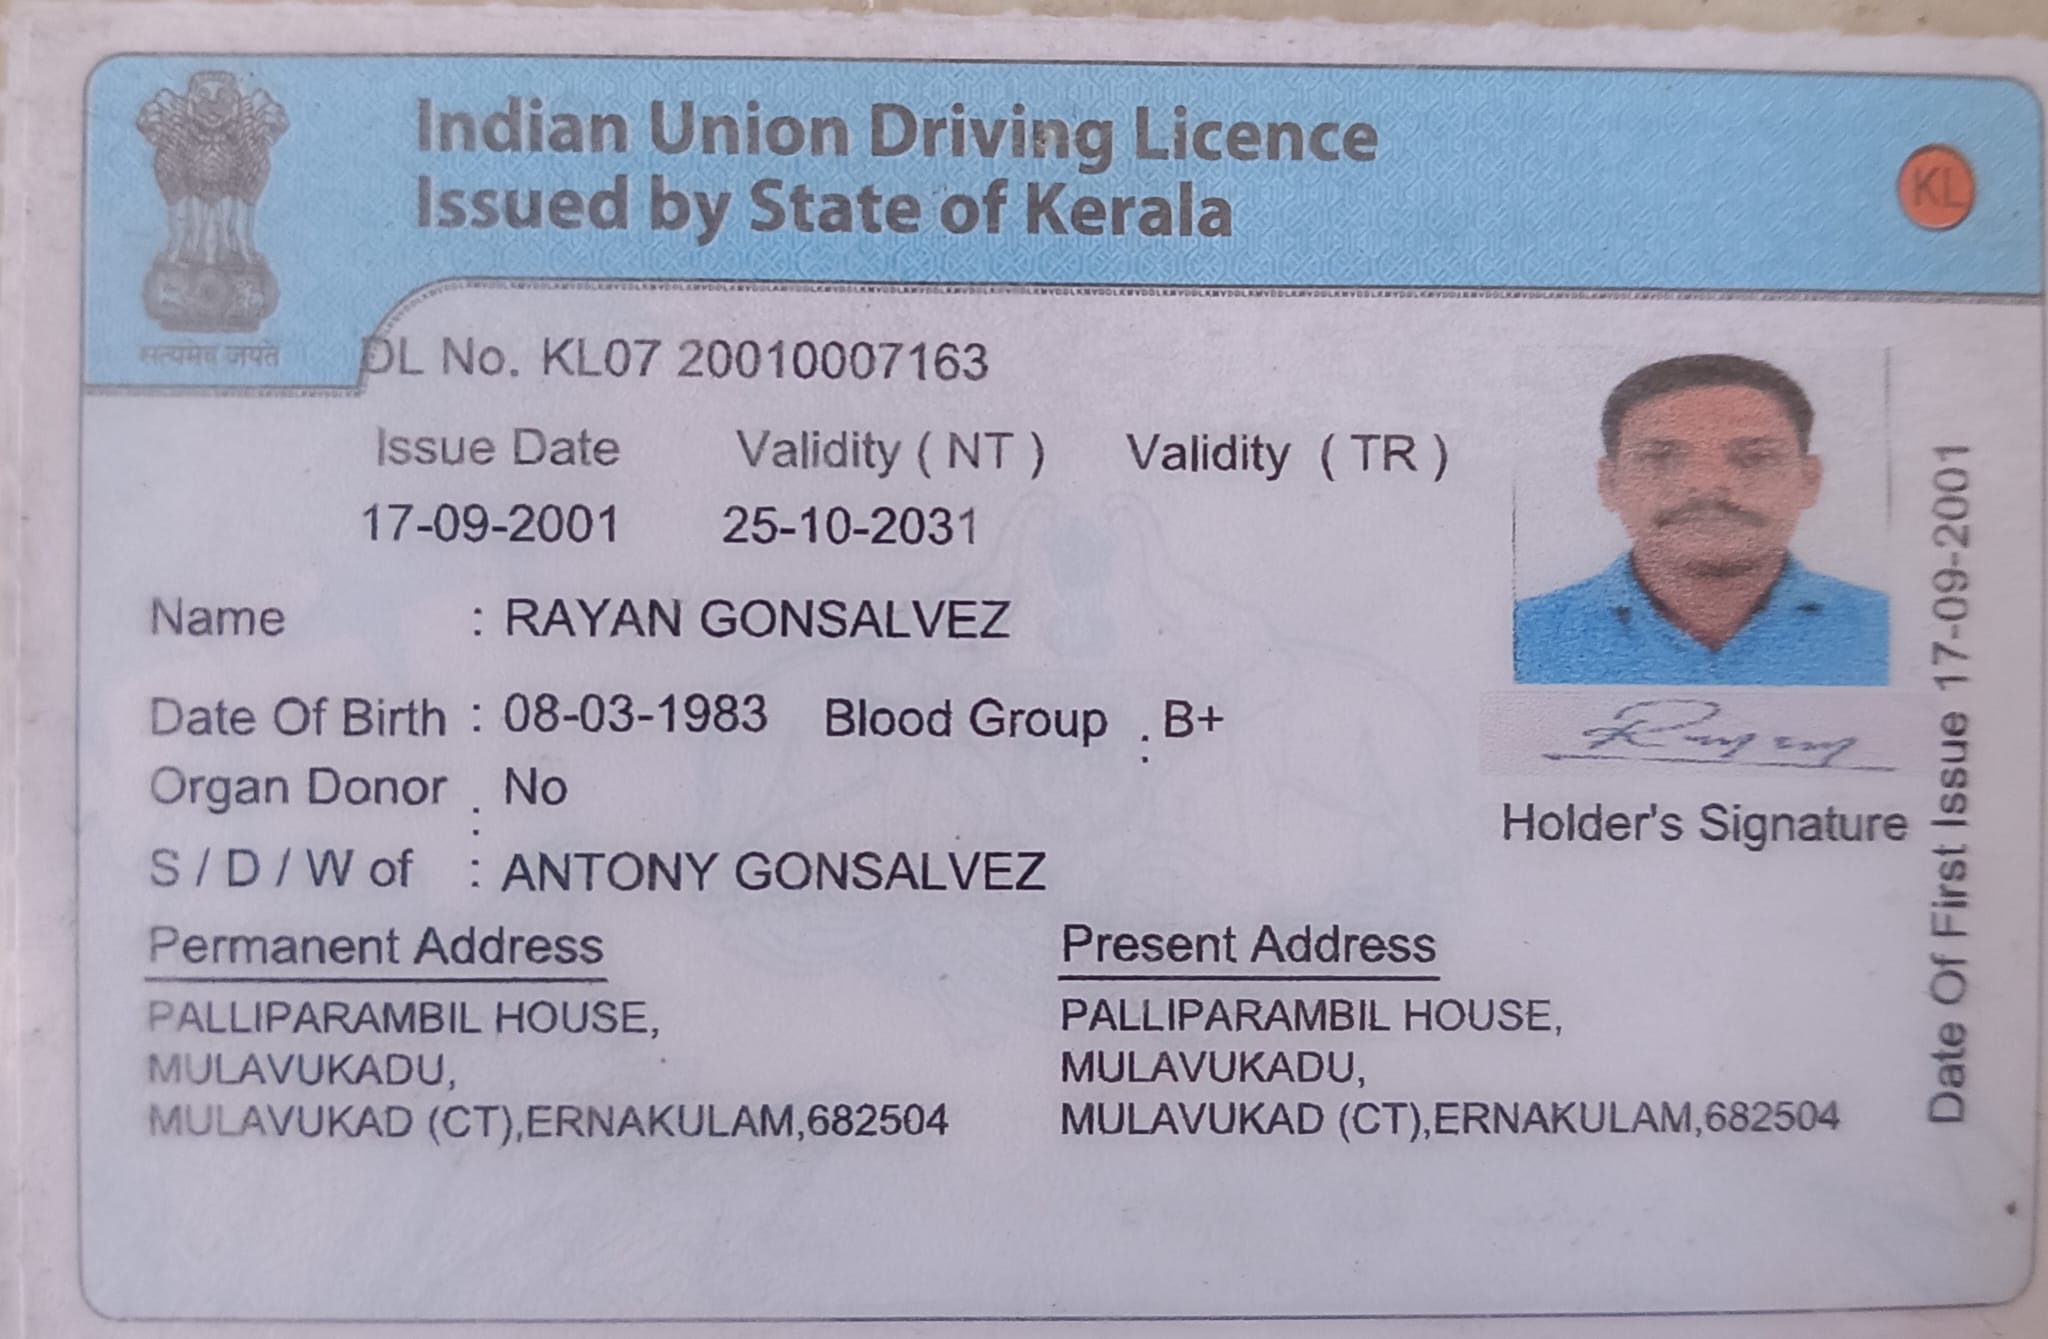 Indian Union Driving Licence
Issued by State of Kerala
KL
सत्यमेव जयते
DL No. KL07 20010007163
Issue Date Validity ( NT ) Validity ( TR )
17-09-2001 25-10-2031
Name : RAYAN GONSALVEZ
Date Of Birth : 08-03-1983 Blood Group : B+
Organ Donor : No
Holder's Signature
S / D / W of : ANTONY GONSALVEZ
Permanent Address
PALLIPARAMBIL HOUSE,
MULAVUKADU,
MULAVUKAD (CT),ERNAKULAM,682504
Present Address
PALLIPARAMBIL HOUSE,
MULAVUKADU,
MULAVUKAD (CT),ERNAKULAM,682504
Date Of First Issue 17-09-2001